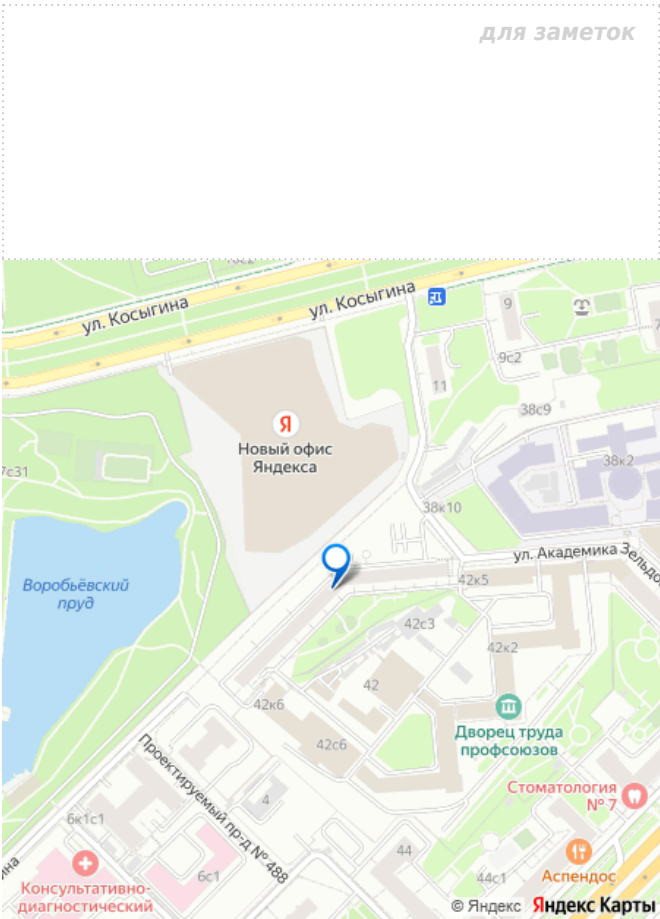 для заметок
ул. Косыгина
ул. Косыгина
9
9с2
11
38с9
Я
Новый офис
Яндекса
7с31
38к2
38к10
ул. Академика Зельдо
42к5
Воробьёвский
пруд
42с3
42к2
42
42к6
42с6
Дворец труда
профсоюзов
Проектируемый пр-д № 488
4
Стоматология
№ 7
6к1с1
44
6с1
44с1
Аспендос
ина
Консультативно-
диагностический
© Яндекс Яндекс Карты